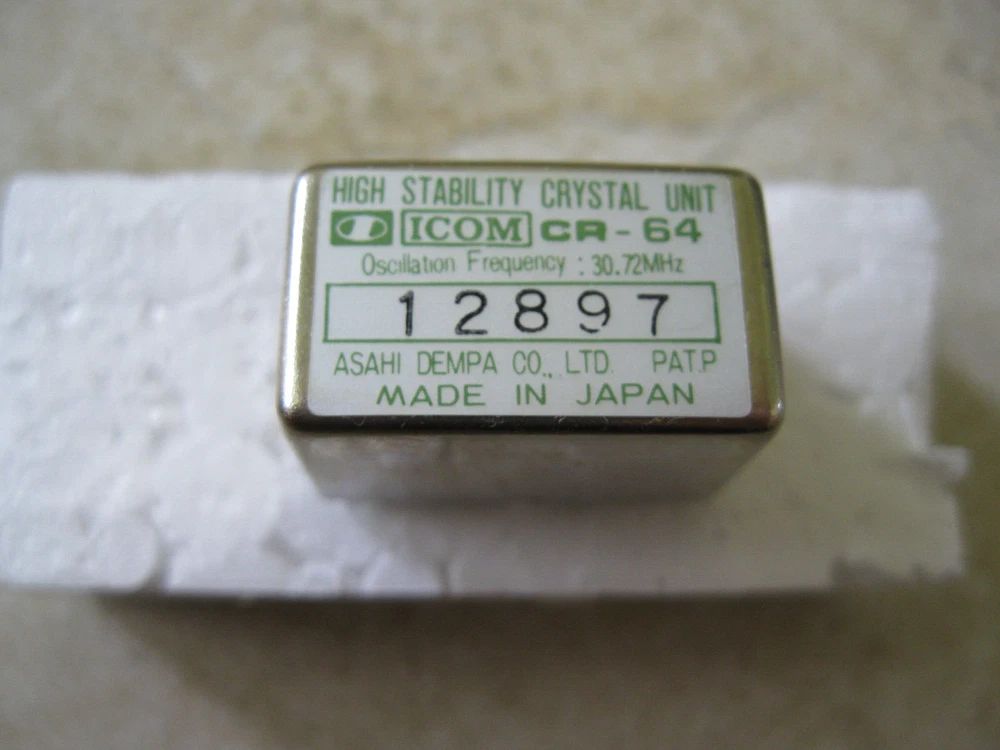 HIGH STABILITY CRYSTAL UNIT
ICOM CR-64
Oscillation Frequency : 30.72MHz
12897
ASAHI DEMPA CO., LTD. PAT.P
MADE IN JAPAN